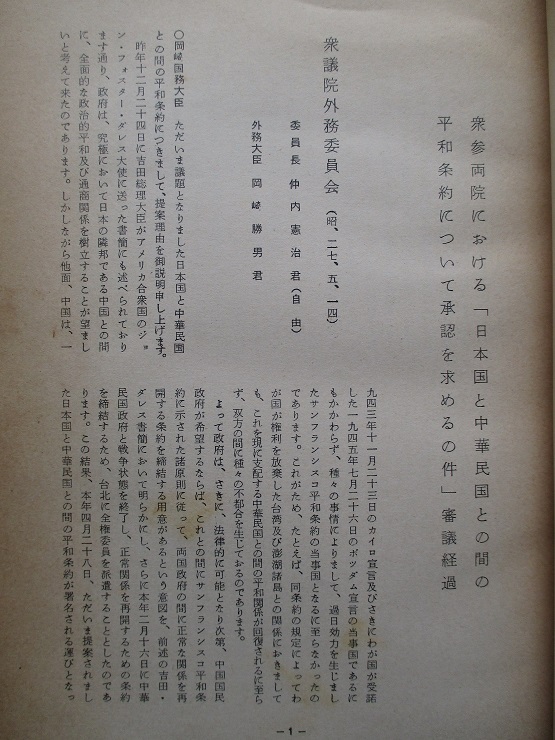 衆参両院における「日本国と中華民国との間の
平和条約について承認を求めるの件」審議経過
衆議院外務委員会（昭、二七、五、一四）
委員長 仲内憲治君（自由）
外務大臣 岡崎勝男君
〇岡崎国務大臣　ただいま議題となりました日本国と中華民国
との間の平和条約につきまして、提案理由を御説明申し上げます。
昨年十二月二十四日に吉田総理大臣がアメリカ合衆国のジョ
ン・フォスター・ダレス大使に送った書簡にも述べられており
ます通り、政府は、究極において日本の隣邦である中国との間
に、全面的な政治的平和及び通商関係を樹立することが望まし
いと考えて来たのであります。しかしながら他面、中国は、一
九四三年十一月二十三日のカイロ宣言及びさきにわが国が受諾
した一九四五年七月二十六日のポツダム宣言の当事国であるに
もかかわらず、種々の事情によりまして、過日効力を生じまし
たサンフランシスコ平和条約の当事国となるに至らなかったの
であります。これがため、たとえば、同条約の規定によってわ
が国が権利を放棄した台湾及び澎湖諸島との関係におきまして
も、これを現に支配する中華民国との間の平和関係が回復されるに至ら
ず、双方の間に種々の不都合を生じておるのであります。
よって政府は、さきに、法律的に可能となり次第、中国国民
政府が希望するならば、これとの間にサンフランシスコ平和条
約に示された諸原則に従って、両国政府の間に正常な関係を再
開する条約を締結する用意があるという意図を、前述の吉田・
ダレス書簡において明らかにし、さらに本年二月十六日に中華
民国政府と戦争状態を終了し、正常関係を再開するための条約
を締結するため、台北に全権委員を派遣することとしたのであ
ります。この結果、本年四月二十八日、ただいま提案されまし
た日本国と中華民国との間の平和条約が署名される運びとなっ
－1－